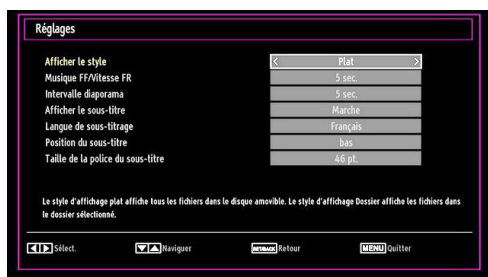 Réglages
Afficher le style < Plat >
Musique FF/Vitesse FR 5 sec.
Intervalle diaporama 5 sec.
Afficher le sous-titre Marche
Langue de sous-titrage Français
Position du sous-titre bas
Taille de la police du sous-titre 46 pt.
Le style d'affichage plat affiche tous les fichiers dans le disque amovible. Le style d'affichage Dossier affiche les fichiers dans
le dossier sélectionné.
Sélect. Naviguer Retour MENU Quitter